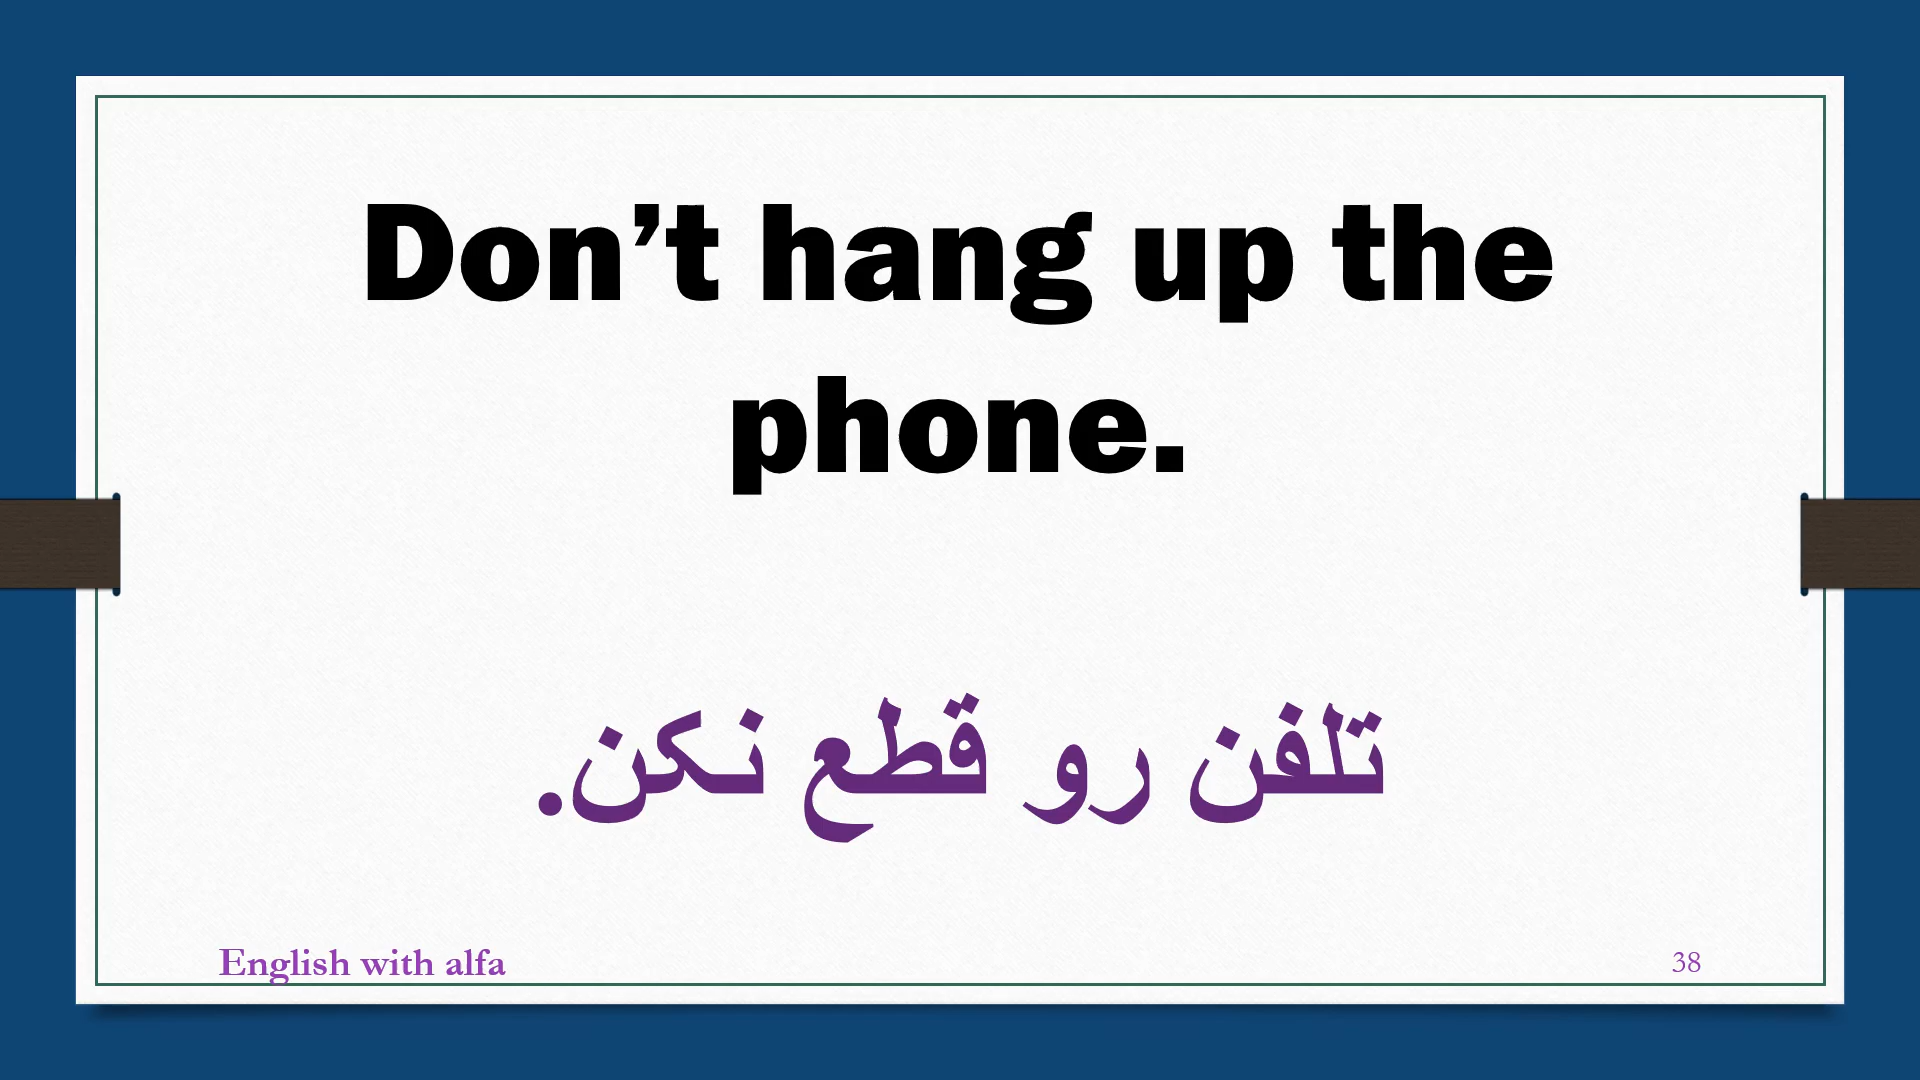 Don’t hang up the
phone.
تلفن رو قطع نکن.
English with alfa
38